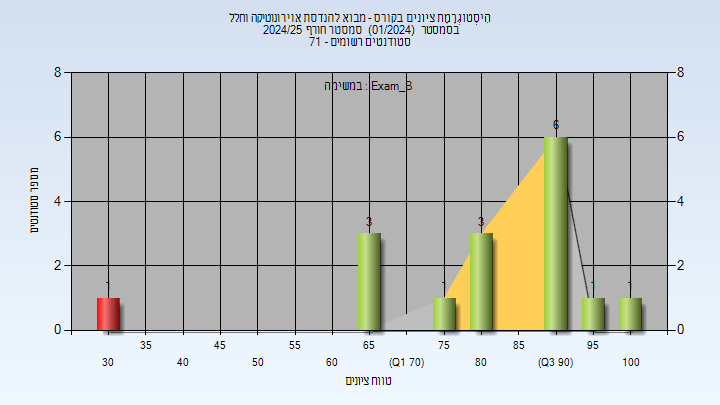 היסטוגרמת ציונים בקורס - מבוא להנדסת אוירונוטיקה וחלל
בסמסטר (01/2024) סמסטר חורף 2024/25
סטודנטים רשומים - 71
במשימה : Exam_B
8 8
6 6
4 4
2 2
0 0
מספר סטודנטים
1 3 1 3 6 1 1
35 45 55 65 75 85 95
30 40 50 60 (Q1 70) 80 (Q3 90) 100
טווח ציונים